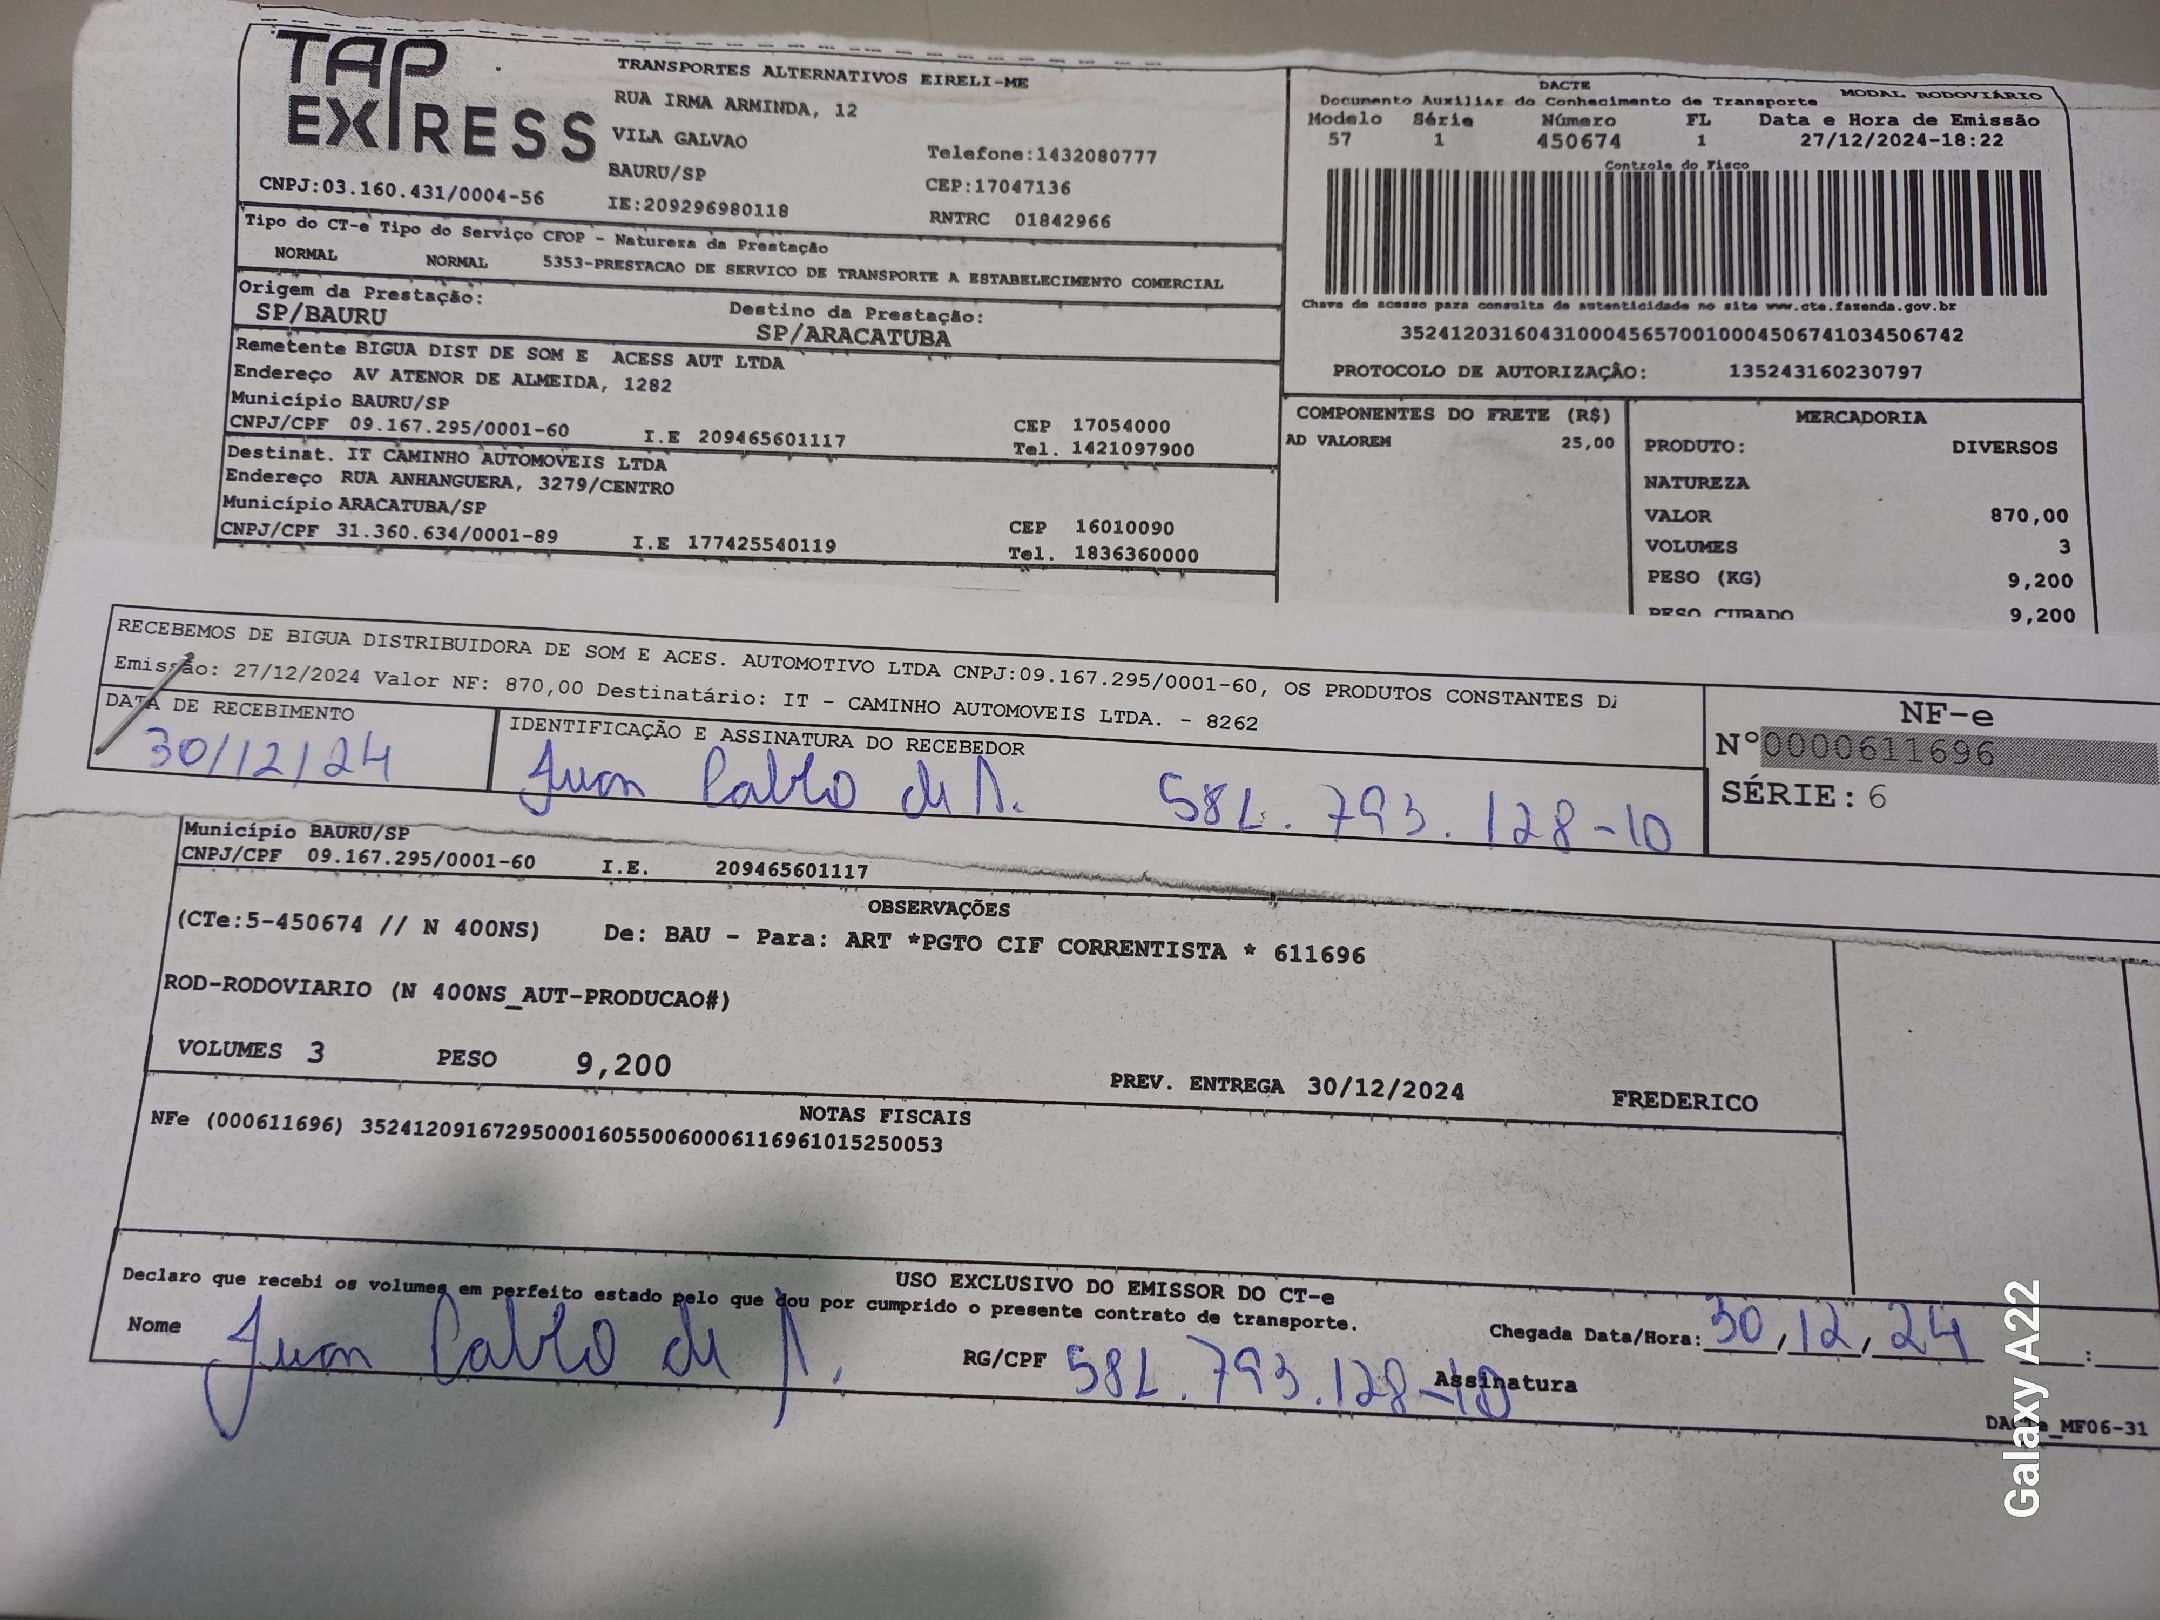 TAP EXPRESS
TRANSPORTES ALTERNATIVOS EIRELI-ME
RUA IRMA ARMINDA, 12
VILA GALVAO
Telefone:1432080777
BAURU/SP
CEP:17047136
CNPJ:03.160.431/0004-56
IE:209296980118
RNTRC 01842966
DACTE
Documento Auxiliar do Conhecimento de Transporte
MODAL RODOVIÁRIO
Modelo Série Número FL Data e Hora de Emissão
57 1 450674 1 27/12/2024-18:22
Controle do Fisco
Chave de acesso para consulta de autenticidade no site www.cte.fazenda.gov.br
35241203160431000456570010004506741034506742
PROTOCOLO DE AUTORIZAÇÃO: 135243160230797
Tipo do CT-e Tipo do Serviço CFOP - Natureza da Prestação
NORMAL NORMAL 5353-PRESTACAO DE SERVICO DE TRANSPORTE A ESTABELECIMENTO COMERCIAL
Origem da Prestação: Destino da Prestação:
SP/BAURU SP/ARACATUBA
Remetente BIGUA DIST DE SOM E ACESS AUT LTDA
Endereço AV ATENOR DE ALMEIDA, 1282
Município BAURU/SP CEP 17054000
CNPJ/CPF 09.167.295/0001-60 I.E 209465601117 Tel. 1421097900
Destinat. IT CAMINHO AUTOMOVEIS LTDA
Endereço RUA ANHANGUERA, 3279/CENTRO
Município ARACATUBA/SP CEP 16010090
CNPJ/CPF 31.360.634/0001-89 I.E 177425540119 Tel. 1836360000
COMPONENTES DO FRETE (R$)
AD VALOREM 25,00
MERCADORIA
PRODUTO: DIVERSOS
NATUREZA
VALOR 870,00
VOLUMES 3
PESO (KG) 9,200
PESO CUBADO 9,200
RECEBEMOS DE BIGUA DISTRIBUIDORA DE SOM E ACES. AUTOMOTIVO LTDA CNPJ:09.167.295/0001-60, OS PRODUTOS CONSTANTES DA
Emissão: 27/12/2024 Valor NF: 870,00 Destinatário: IT - CAMINHO AUTOMOVEIS LTDA. - 8262
DATA DE RECEBIMENTO
30/12/24
IDENTIFICAÇÃO E ASSINATURA DO RECEBEDOR
Juan Pablo de A. 581.793.128-10
NF-e
Nº0000611696
SÉRIE: 6
Município BAURU/SP
CNPJ/CPF 09.167.295/0001-60 I.E. 209465601117
OBSERVAÇÕES
(CTe:5-450674 // N 400NS) De: BAU - Para: ART *PGTO CIF CORRENTISTA * 611696
ROD-RODOVIARIO (N 400NS_AUT-PRODUCAO#)
VOLUMES 3 PESO 9,200 PREV. ENTREGA 30/12/2024 FREDERICO
NOTAS FISCAIS
NFe (000611696) 35241209167295000160550060006116961015250053
USO EXCLUSIVO DO EMISSOR DO CT-e
Declaro que recebi os volumes em perfeito estado pelo que dou por cumprido o presente contrato de transporte.
Nome Juan Pablo de A. RG/CPF 581.793.128-10 Assinatura
Chegada Data/Hora: 30,12,24 :
DACTe_MF06-31
Galaxy A22